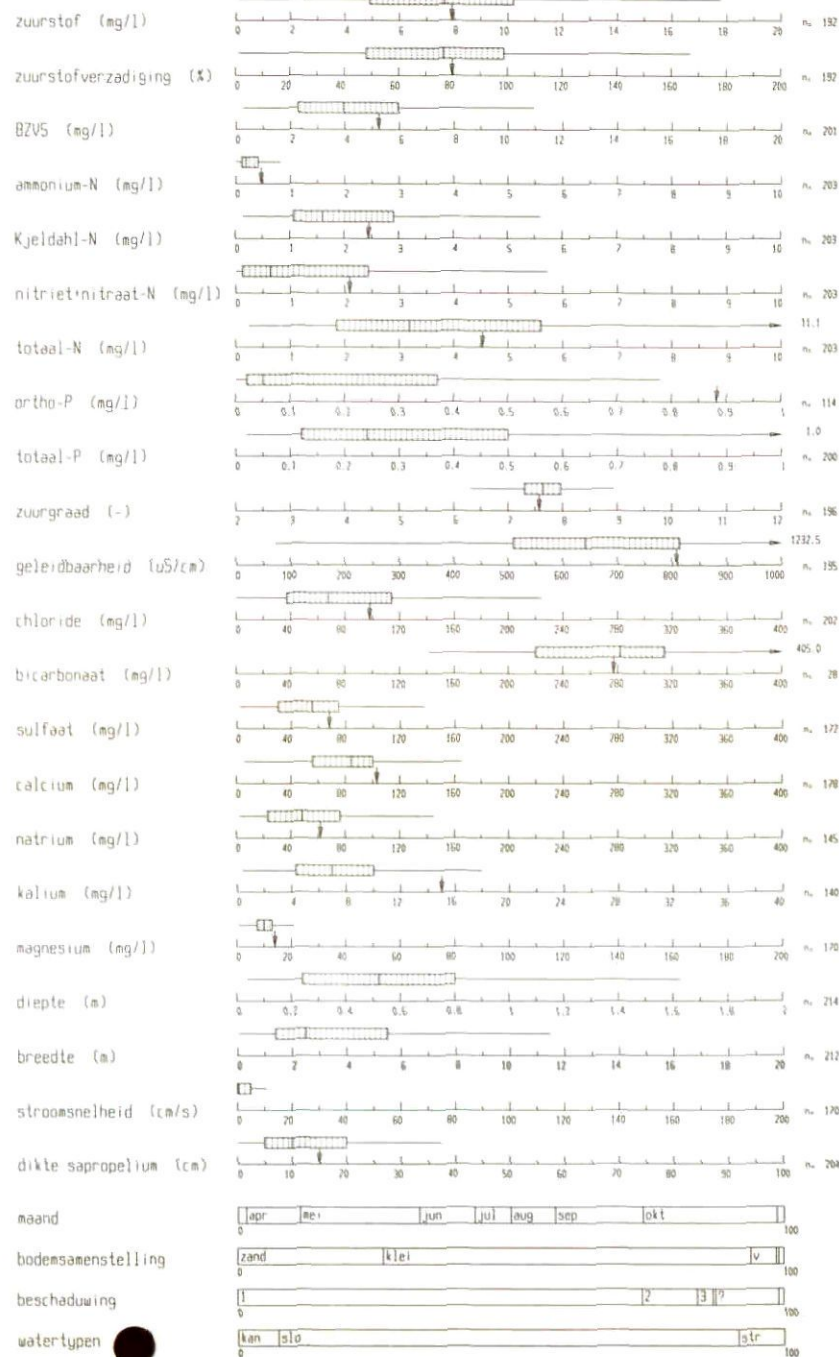 zuurstof (mg/l) 0 2 4 6 8 10 12 14 16 18 20 n= 192
zuurstofverzadiging (%) 0 20 40 60 80 100 120 140 160 180 200 n= 192
BZV5 (mg/l) 0 2 4 6 8 10 12 14 16 18 20 n= 201
ammonium-N (mg/l) 0 1 2 3 4 5 6 7 8 9 10 n= 203
Kjeldahl-N (mg/l) 0 1 2 3 4 5 6 7 8 9 10 n= 203
nitriet+nitraat-N (mg/l) 0 1 2 3 4 5 6 7 8 9 10 n= 203
11.1
totaal-N (mg/l) 0 1 2 3 4 5 6 7 8 9 10 n= 203
ortho-P (mg/l) 0 0.1 0.2 0.3 0.4 0.5 0.6 0.7 0.8 0.9 1 n= 114
1.0
totaal-P (mg/l) 0 0.1 0.2 0.3 0.4 0.5 0.6 0.7 0.8 0.9 1 n= 200
zuurgraad (-) 2 3 4 5 6 7 8 9 10 11 12 n= 196
1232.5
geleidbaarheid (uS/cm) 0 100 200 300 400 500 600 700 800 900 1000 n= 195
chloride (mg/l) 0 40 80 120 160 200 240 280 320 360 400 n= 202
405.0
bicarbonaat (mg/l) 0 40 80 120 160 200 240 280 320 360 400 n= 28
sulfaat (mg/l) 0 40 80 120 160 200 240 280 320 360 400 n= 172
calcium (mg/l) 0 40 80 120 160 200 240 280 320 360 400 n= 178
natrium (mg/l) 0 40 80 120 160 200 240 280 320 360 400 n= 145
kalium (mg/l) 0 4 8 12 16 20 24 28 32 36 40 n= 140
magnesium (mg/l) 0 20 40 60 80 100 120 140 160 180 200 n= 170
diepte (m) 0 0.2 0.4 0.6 0.8 1 1.2 1.4 1.6 1.8 2 n= 214
breedte (m) 0 2 4 6 8 10 12 14 16 18 20 n= 212
stroomsnelheid (cm/s) 0 20 40 60 80 100 120 140 160 180 200 n= 170
dikte sapropelium (cm) 0 10 20 30 40 50 60 70 80 90 100 n= 204
maand apr mei jun jul aug sep okt
0 100
bodemsamenstelling zand klei v
0 100
beschaduwing 1 2 3 ?
0 100
watertypen kan slo str
0 100